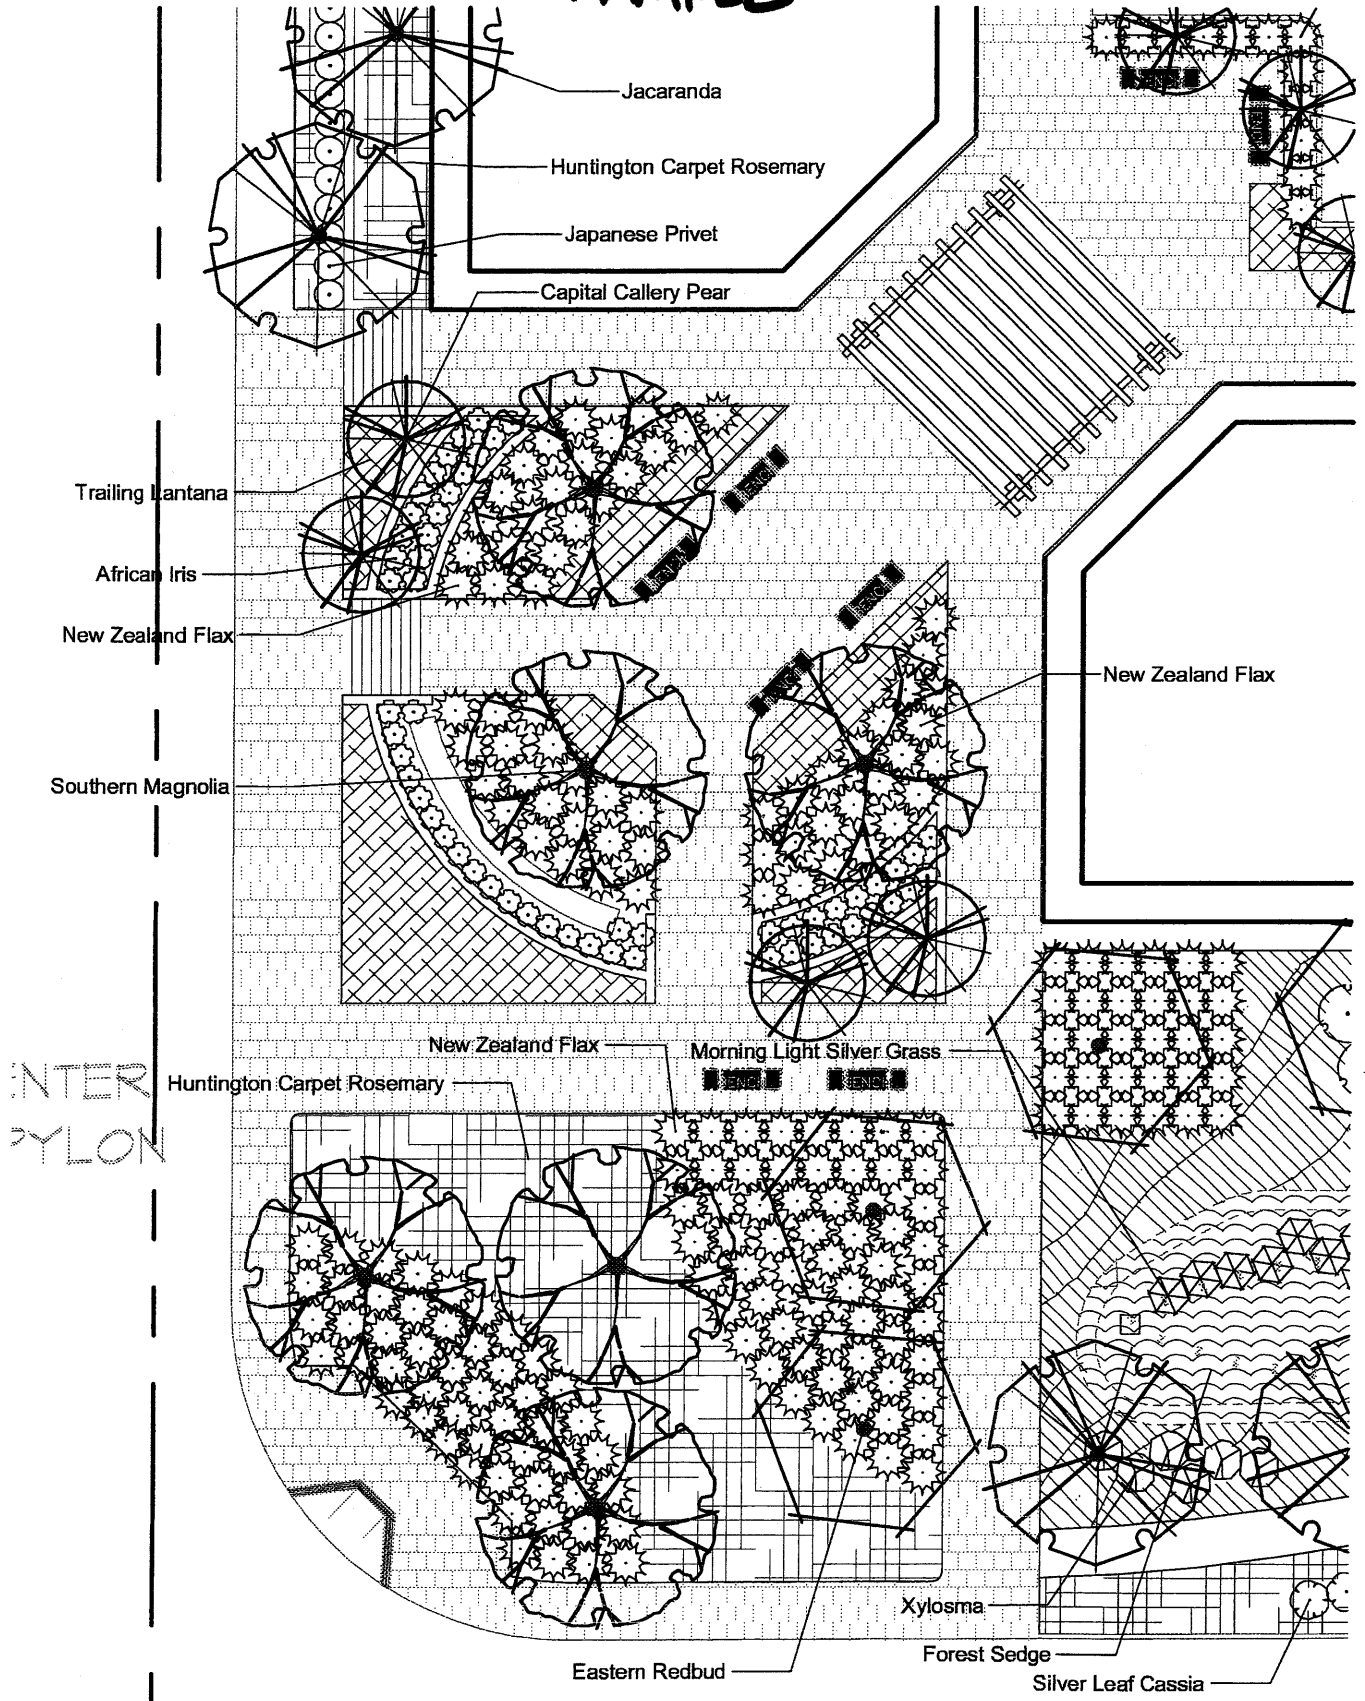 Jacaranda
Huntington Carpet Rosemary
Japanese Privet
Capital Callery Pear
Trailing Lantana
African Iris
New Zealand Flax
New Zealand Flax
Southern Magnolia
New Zealand Flax
Morning Light Silver Grass
Huntington Carpet Rosemary
ENTER
PYLON
Xylosma
Forest Sedge
Eastern Redbud
Silver Leaf Cassia